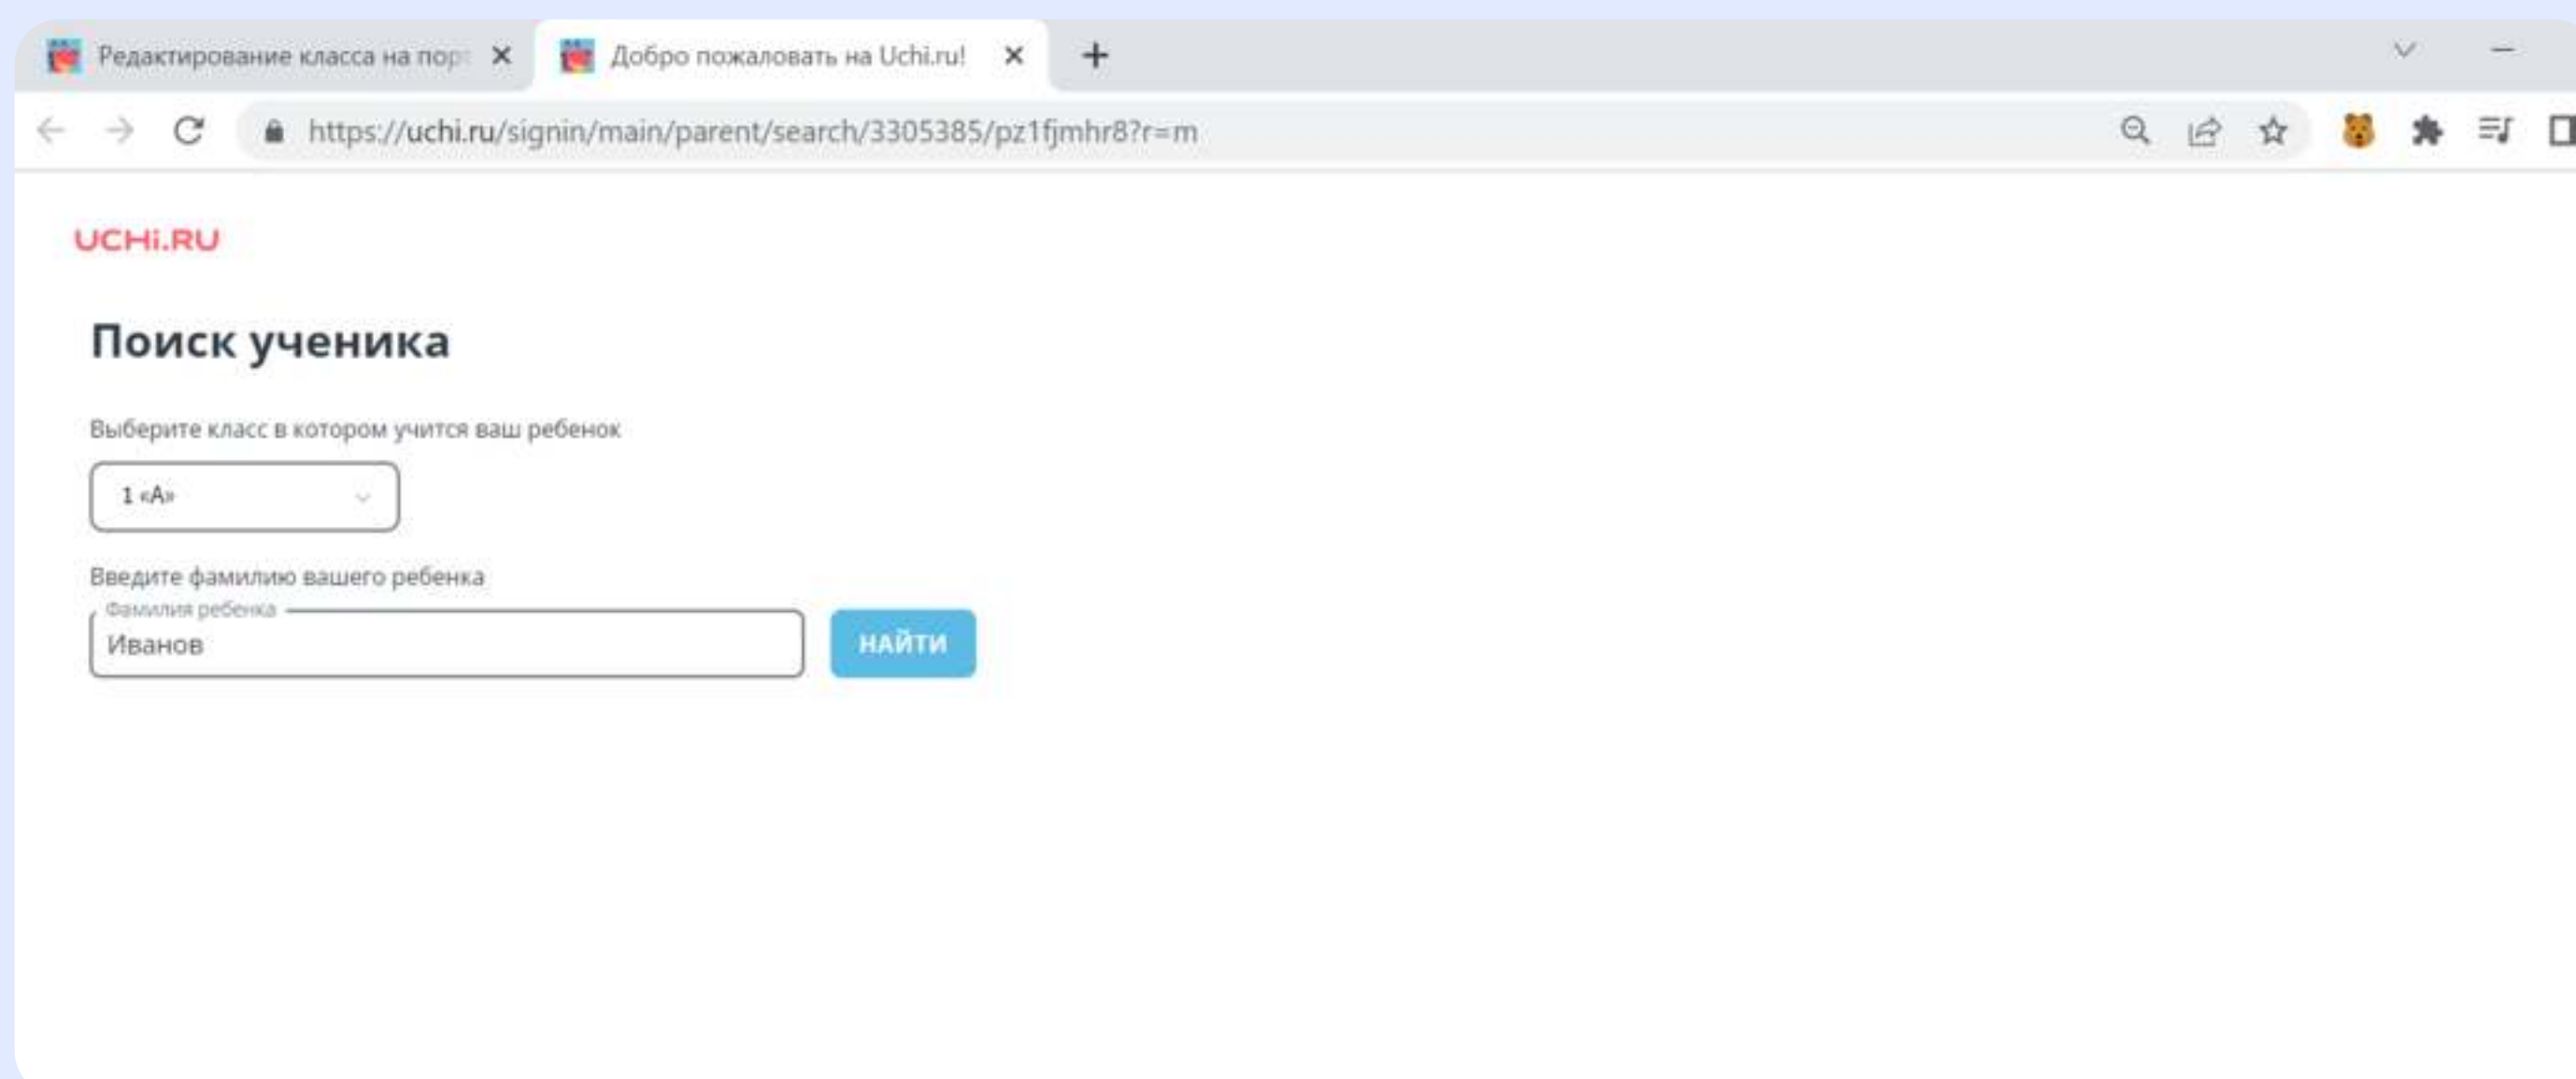 Редактирование класса на пор
Добро пожаловать на Uchi.ru!
https://uchi.ru/signin/main/parent/search/3305385/pz1fjmhr8?r=m
UCHi.RU
Поиск ученика
Выберите класс в котором учится ваш ребенок
1 «А»
Введите фамилию вашего ребенка
Фамилия ребенка
Иванов
НАЙТИ